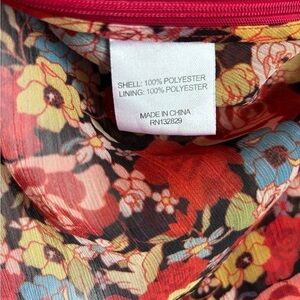 SHELL: 100% POLYESTER
LINING: 100% POLYESTER
MADE IN CHINA
RN132829